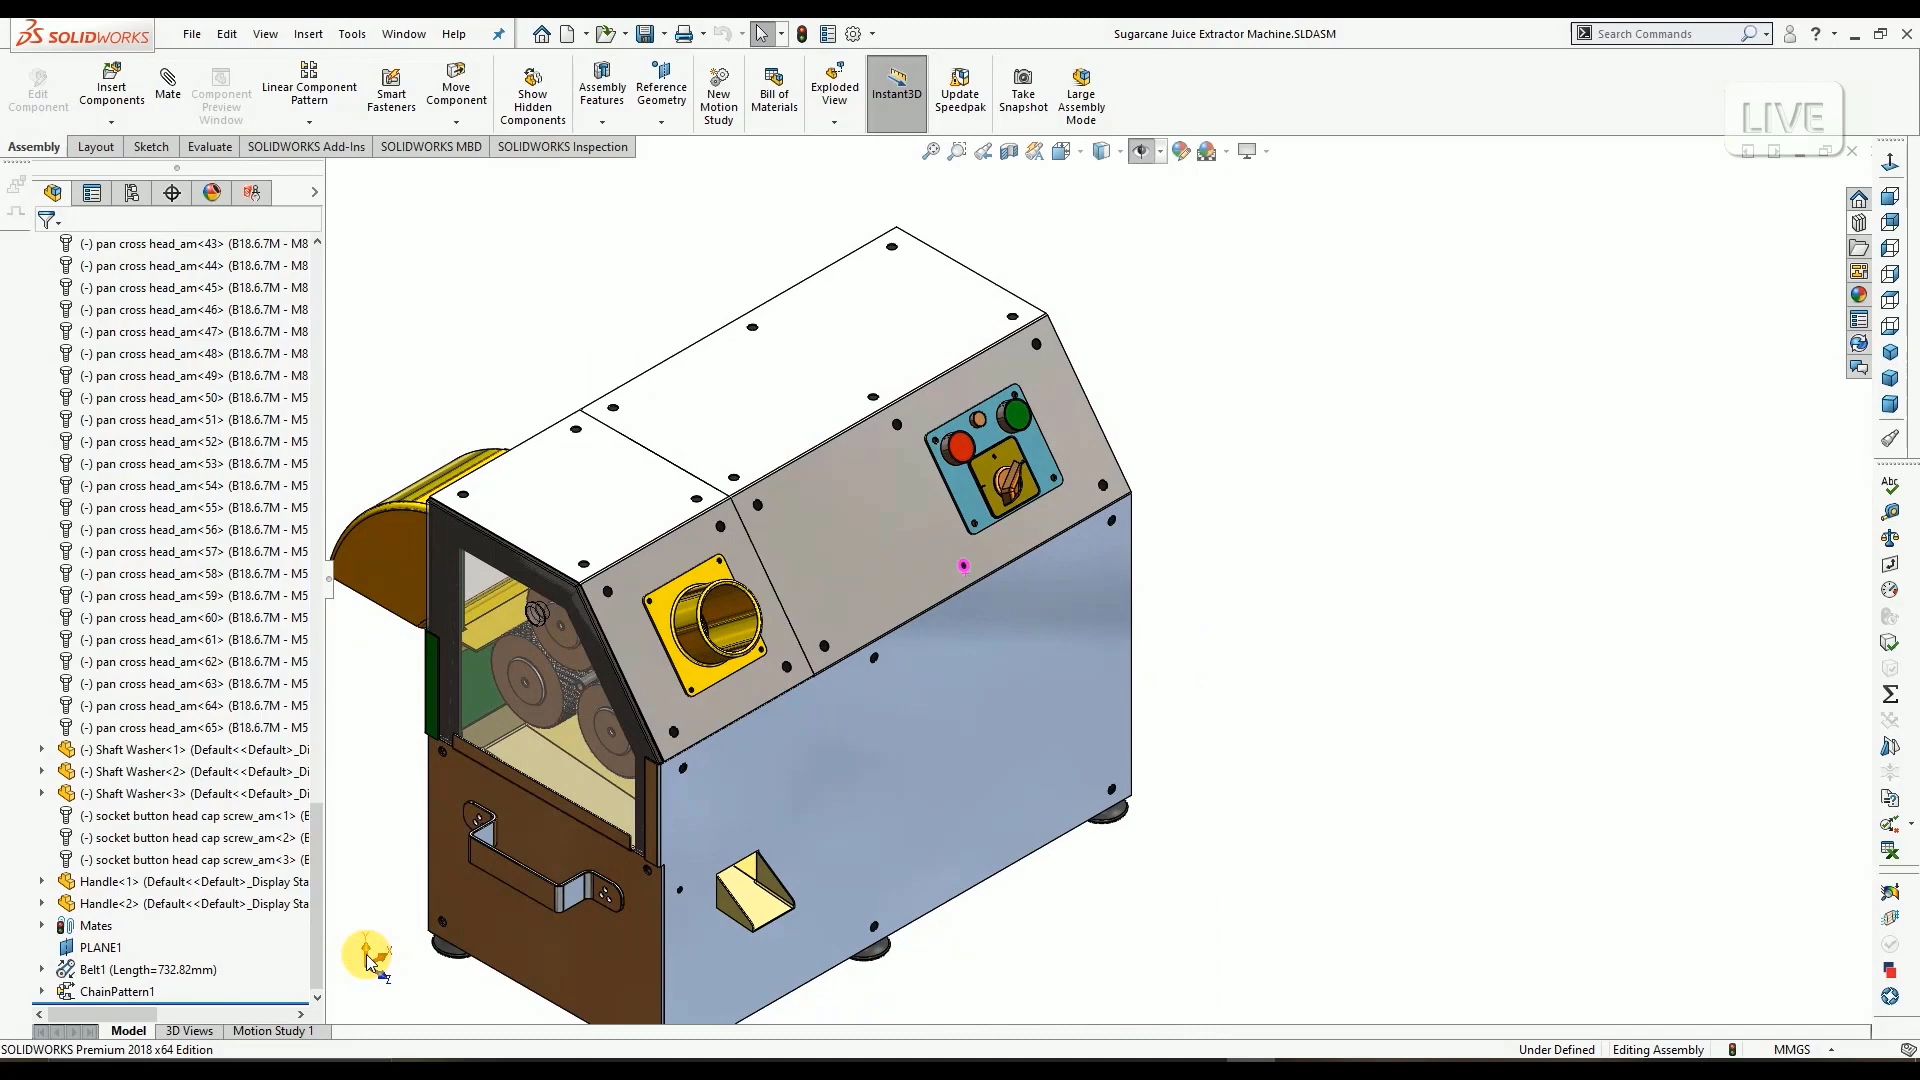 SOLIDWORKS
File Edit View Insert Tools Window Help
Sugarcane Juice Extractor Machine.SLDASM
Search Commands
Edit Component
Insert Components
Mate
Component Preview Window
Linear Component Pattern
Smart Fasteners
Move Component
Show Hidden Components
Assembly Features
Reference Geometry
New Motion Study
Bill of Materials
Exploded View
Instant3D
Update Speedpak
Take Snapshot
Large Assembly Mode
LIVE
Assembly Layout Sketch Evaluate SOLIDWORKS Add-Ins SOLIDWORKS MBD SOLIDWORKS Inspection
(-) pan cross head_am<43> (B18.6.7M - M8
(-) pan cross head_am<44> (B18.6.7M - M8
(-) pan cross head_am<45> (B18.6.7M - M8
(-) pan cross head_am<46> (B18.6.7M - M8
(-) pan cross head_am<47> (B18.6.7M - M8
(-) pan cross head_am<48> (B18.6.7M - M8
(-) pan cross head_am<49> (B18.6.7M - M8
(-) pan cross head_am<50> (B18.6.7M - M5
(-) pan cross head_am<51> (B18.6.7M - M5
(-) pan cross head_am<52> (B18.6.7M - M5
(-) pan cross head_am<53> (B18.6.7M - M5
(-) pan cross head_am<54> (B18.6.7M - M5
(-) pan cross head_am<55> (B18.6.7M - M5
(-) pan cross head_am<56> (B18.6.7M - M5
(-) pan cross head_am<57> (B18.6.7M - M5
(-) pan cross head_am<58> (B18.6.7M - M5
(-) pan cross head_am<59> (B18.6.7M - M5
(-) pan cross head_am<60> (B18.6.7M - M5
(-) pan cross head_am<61> (B18.6.7M - M5
(-) pan cross head_am<62> (B18.6.7M - M5
(-) pan cross head_am<63> (B18.6.7M - M5
(-) pan cross head_am<64> (B18.6.7M - M5
(-) pan cross head_am<65> (B18.6.7M - M5
(-) Shaft Washer<1> (Default<<Default>_Di
(-) Shaft Washer<2> (Default<<Default>_Di
(-) Shaft Washer<3> (Default<<Default>_Di
(-) socket button head cap screw_am<1> (B
(-) socket button head cap screw_am<2> (B
(-) socket button head cap screw_am<3> (B
Handle<1> (Default<<Default>_Display Sta
Handle<2> (Default<<Default>_Display Sta
Mates
PLANE1
Belt1 (Length=732.82mm)
ChainPattern1
Model 3D Views Motion Study 1
SOLIDWORKS Premium 2018 x64 Edition
Under Defined Editing Assembly MMGS